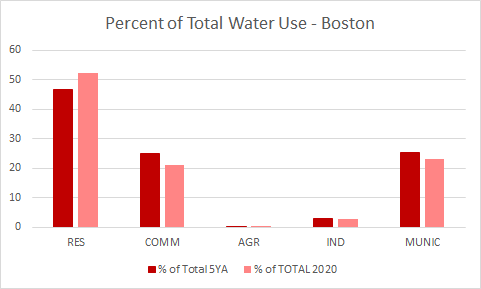 Percent of Total Water Use - Boston
60
50
40
30
20
10
0
RES COMM AGR IND MUNIC
% of Total 5YA % of TOTAL 2020